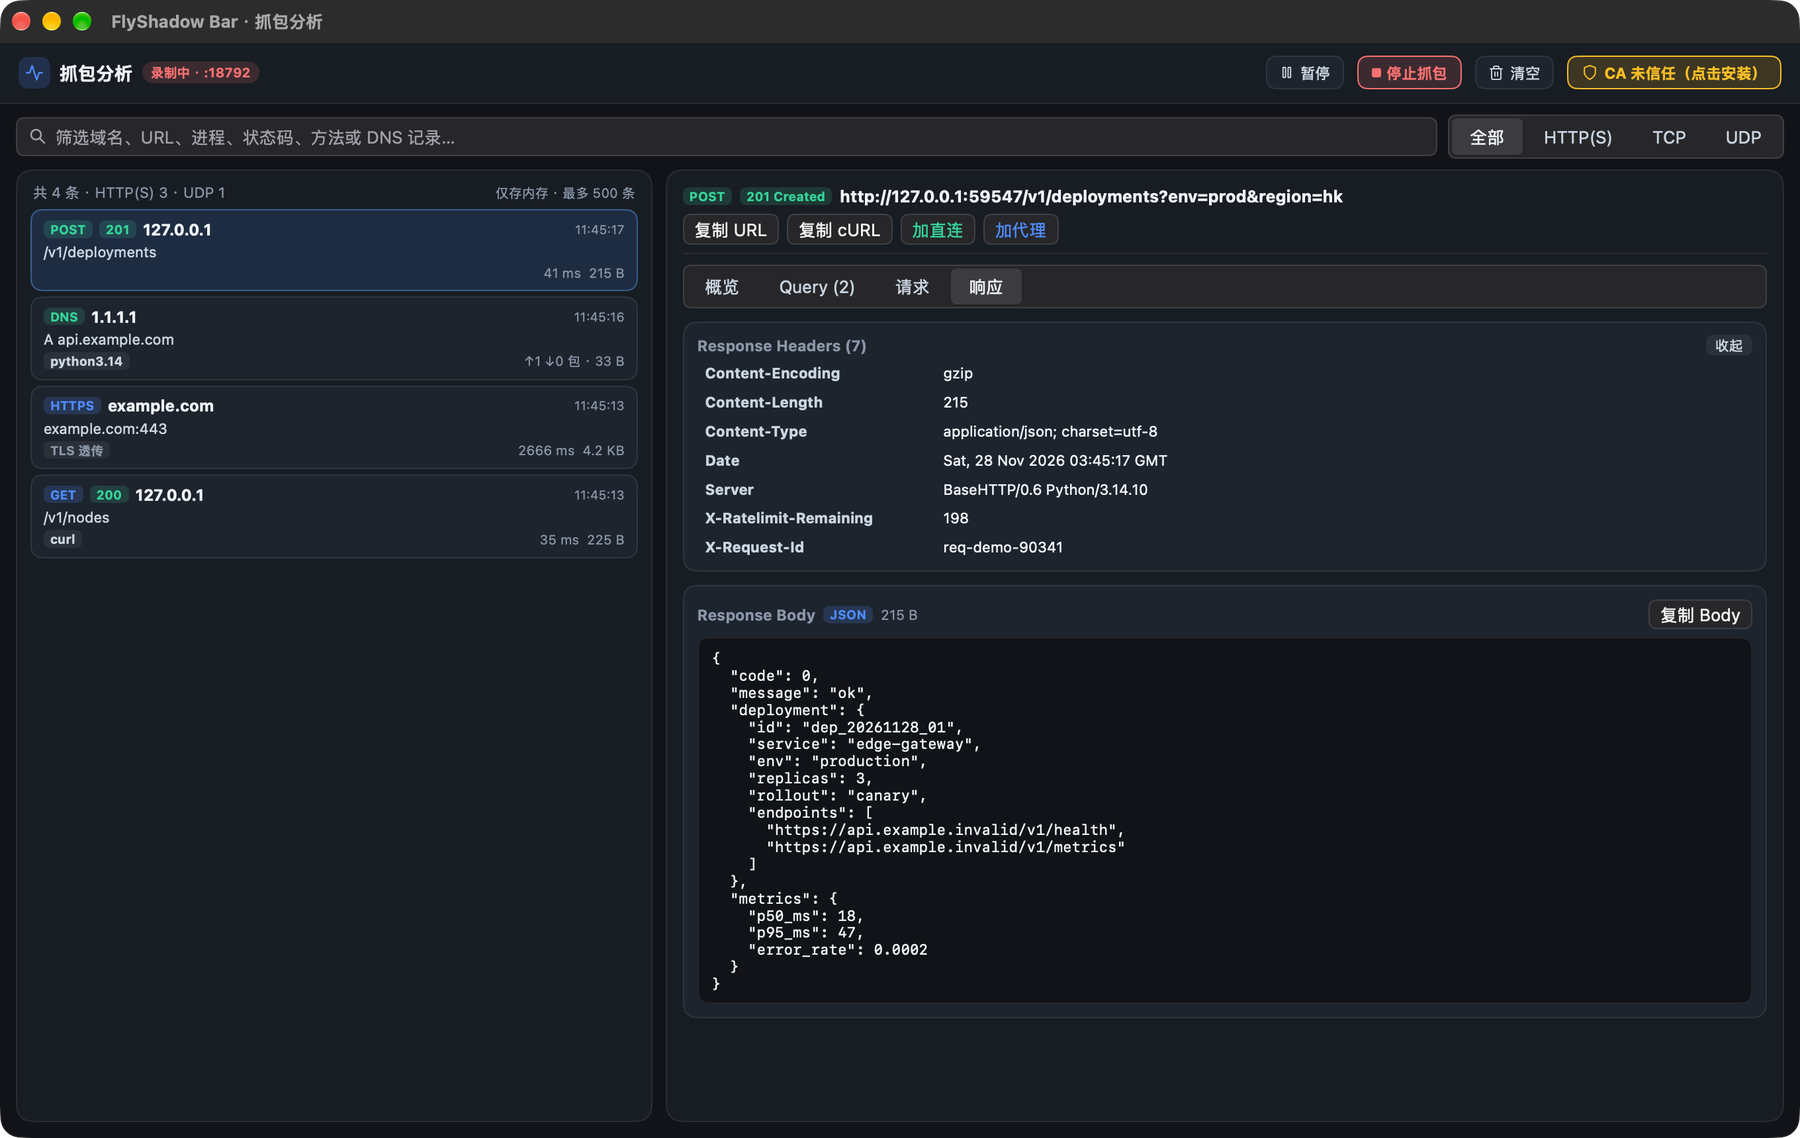 FlyShadow Bar · 抓包分析
抓包分析 录制中 · :18792 暂停 停止抓包 清空 CA 未信任（点击安装）
筛选域名、URL、进程、状态码、方法或 DNS 记录... 全部 HTTP(S) TCP UDP
共 4 条 · HTTP(S) 3 · UDP 1 仅存内存 · 最多 500 条
POST 201 127.0.0.1 11:45:17
/v1/deployments
41 ms 215 B
DNS 1.1.1.1 11:45:16
A api.example.com
python3.14 ↑1 ↓0 包 · 33 B
HTTPS example.com 11:45:13
example.com:443
TLS 透传 2666 ms 4.2 KB
GET 200 127.0.0.1 11:45:13
/v1/nodes
curl 35 ms 225 B
POST 201 Created http://127.0.0.1:59547/v1/deployments?env=prod&region=hk
复制 URL 复制 cURL 加直连 加代理
概览 Query (2) 请求 响应
Response Headers (7) 收起
Content-Encoding gzip
Content-Length 215
Content-Type application/json; charset=utf-8
Date Sat, 28 Nov 2026 03:45:17 GMT
Server BaseHTTP/0.6 Python/3.14.10
X-Ratelimit-Remaining 198
X-Request-Id req-demo-90341
Response Body JSON 215 B 复制 Body
{
"code": 0,
"message": "ok",
"deployment": {
"id": "dep_20261128_01",
"service": "edge-gateway",
"env": "production",
"replicas": 3,
"rollout": "canary",
"endpoints": [
"https://api.example.invalid/v1/health",
"https://api.example.invalid/v1/metrics"
]
},
"metrics": {
"p50_ms": 18,
"p95_ms": 47,
"error_rate": 0.0002
}
}